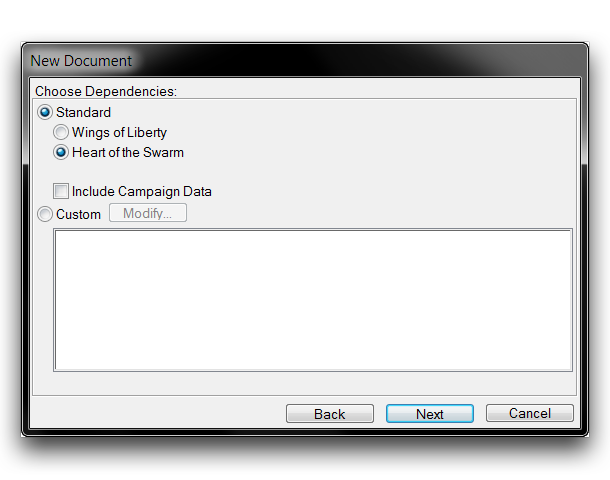 New Document
Choose Dependencies:
Standard
Wings of Liberty
Heart of the Swarm
Include Campaign Data
Custom Modify...
Back Next Cancel